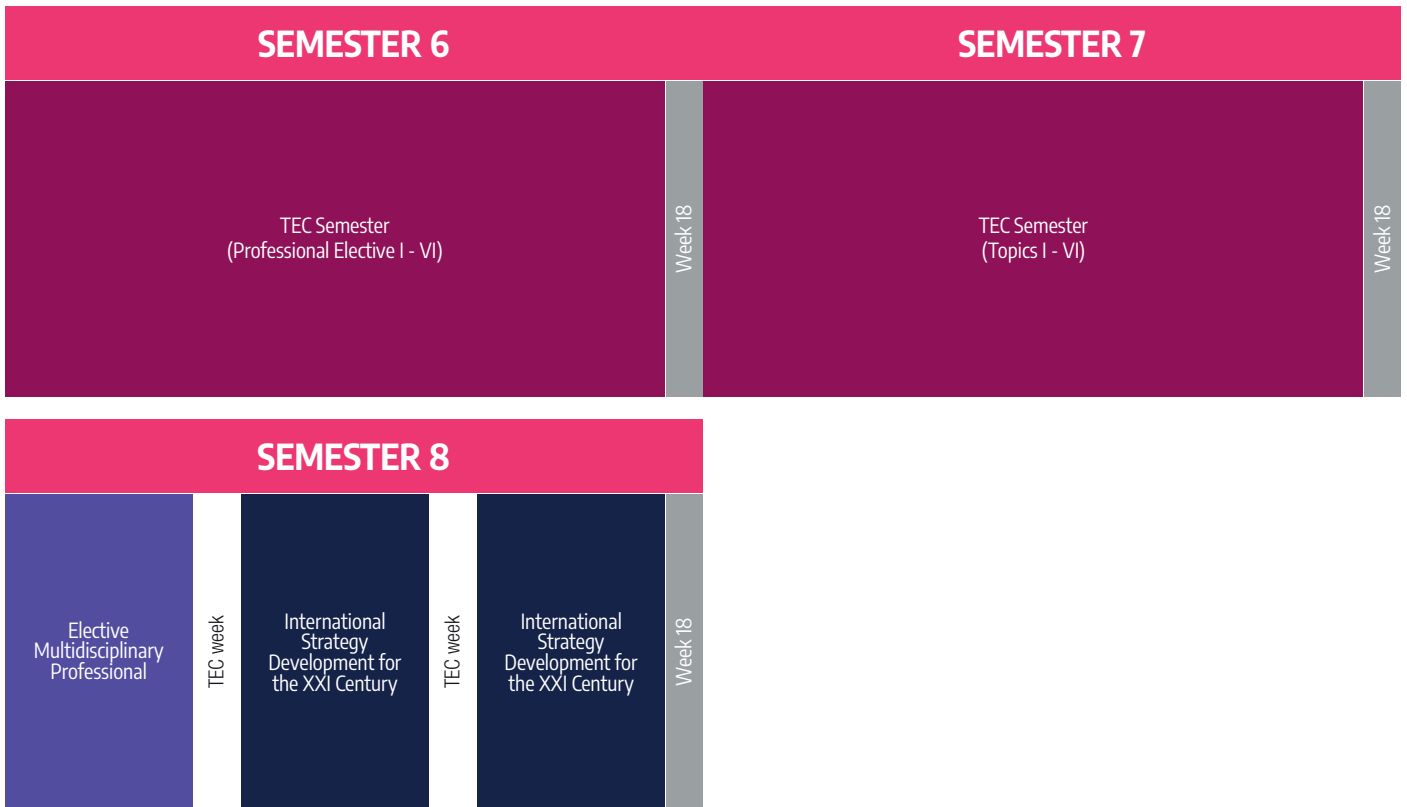 SEMESTER 6
TEC Semester
(Professional Elective I - VI)
Week 18
SEMESTER 7
TEC Semester
(Topics I - VI)
Week 18
SEMESTER 8
Elective
Multidisciplinary
Professional
TEC week
International
Strategy
Development for
the XXI Century
TEC week
International
Strategy
Development for
the XXI Century
Week 18